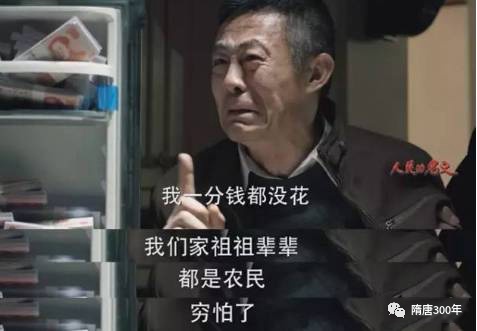 人民的名义
我一分钱都没花
我们家祖祖辈辈
都是农民
穷怕了
隋唐300年